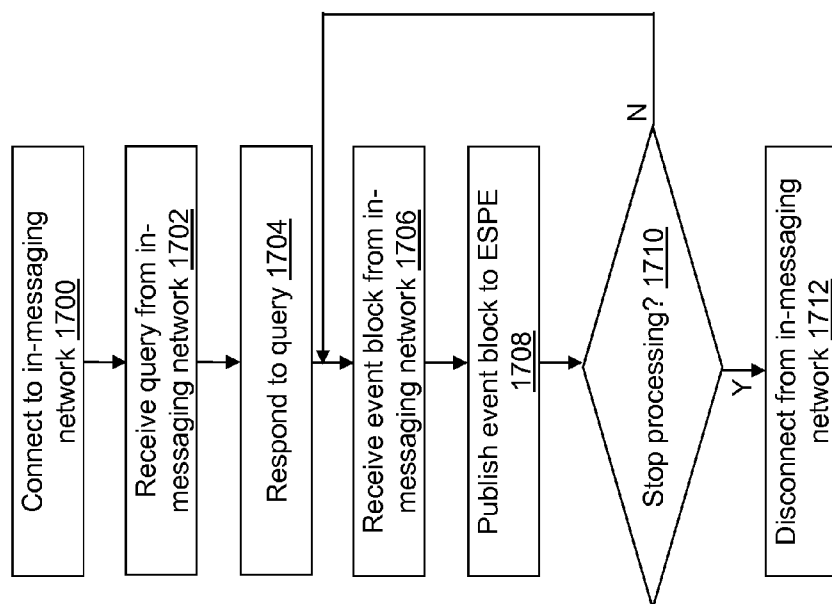 Connect to in-messaging
network 1700
Receive query from in-
messaging network 1702
Respond to query 1704
Receive event block from in-
messaging network 1706
Publish event block to ESPE
1708
Stop processing? 1710
N
Y
Disconnect from in-messaging
network 1712